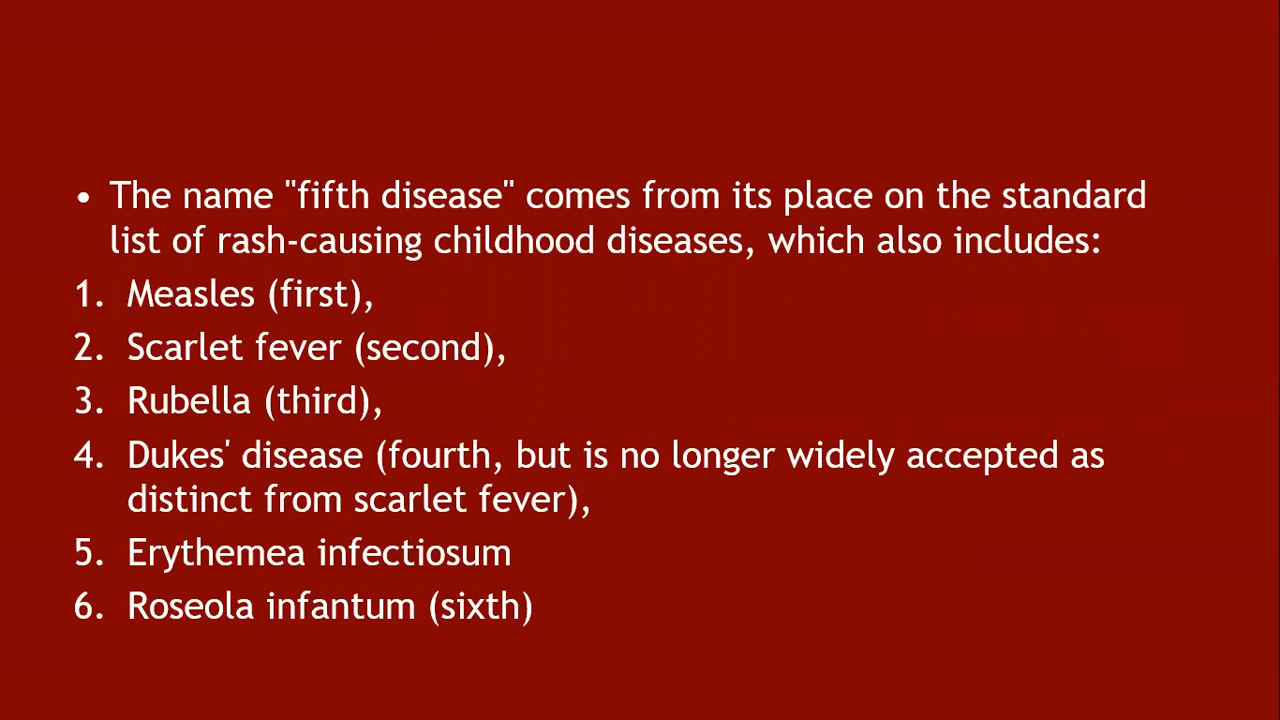 • The name "fifth disease" comes from its place on the standard
list of rash-causing childhood diseases, which also includes:
1. Measles (first),
2. Scarlet fever (second),
3. Rubella (third),
4. Dukes' disease (fourth, but is no longer widely accepted as
distinct from scarlet fever),
5. Erythemea infectiosum
6. Roseola infantum (sixth)